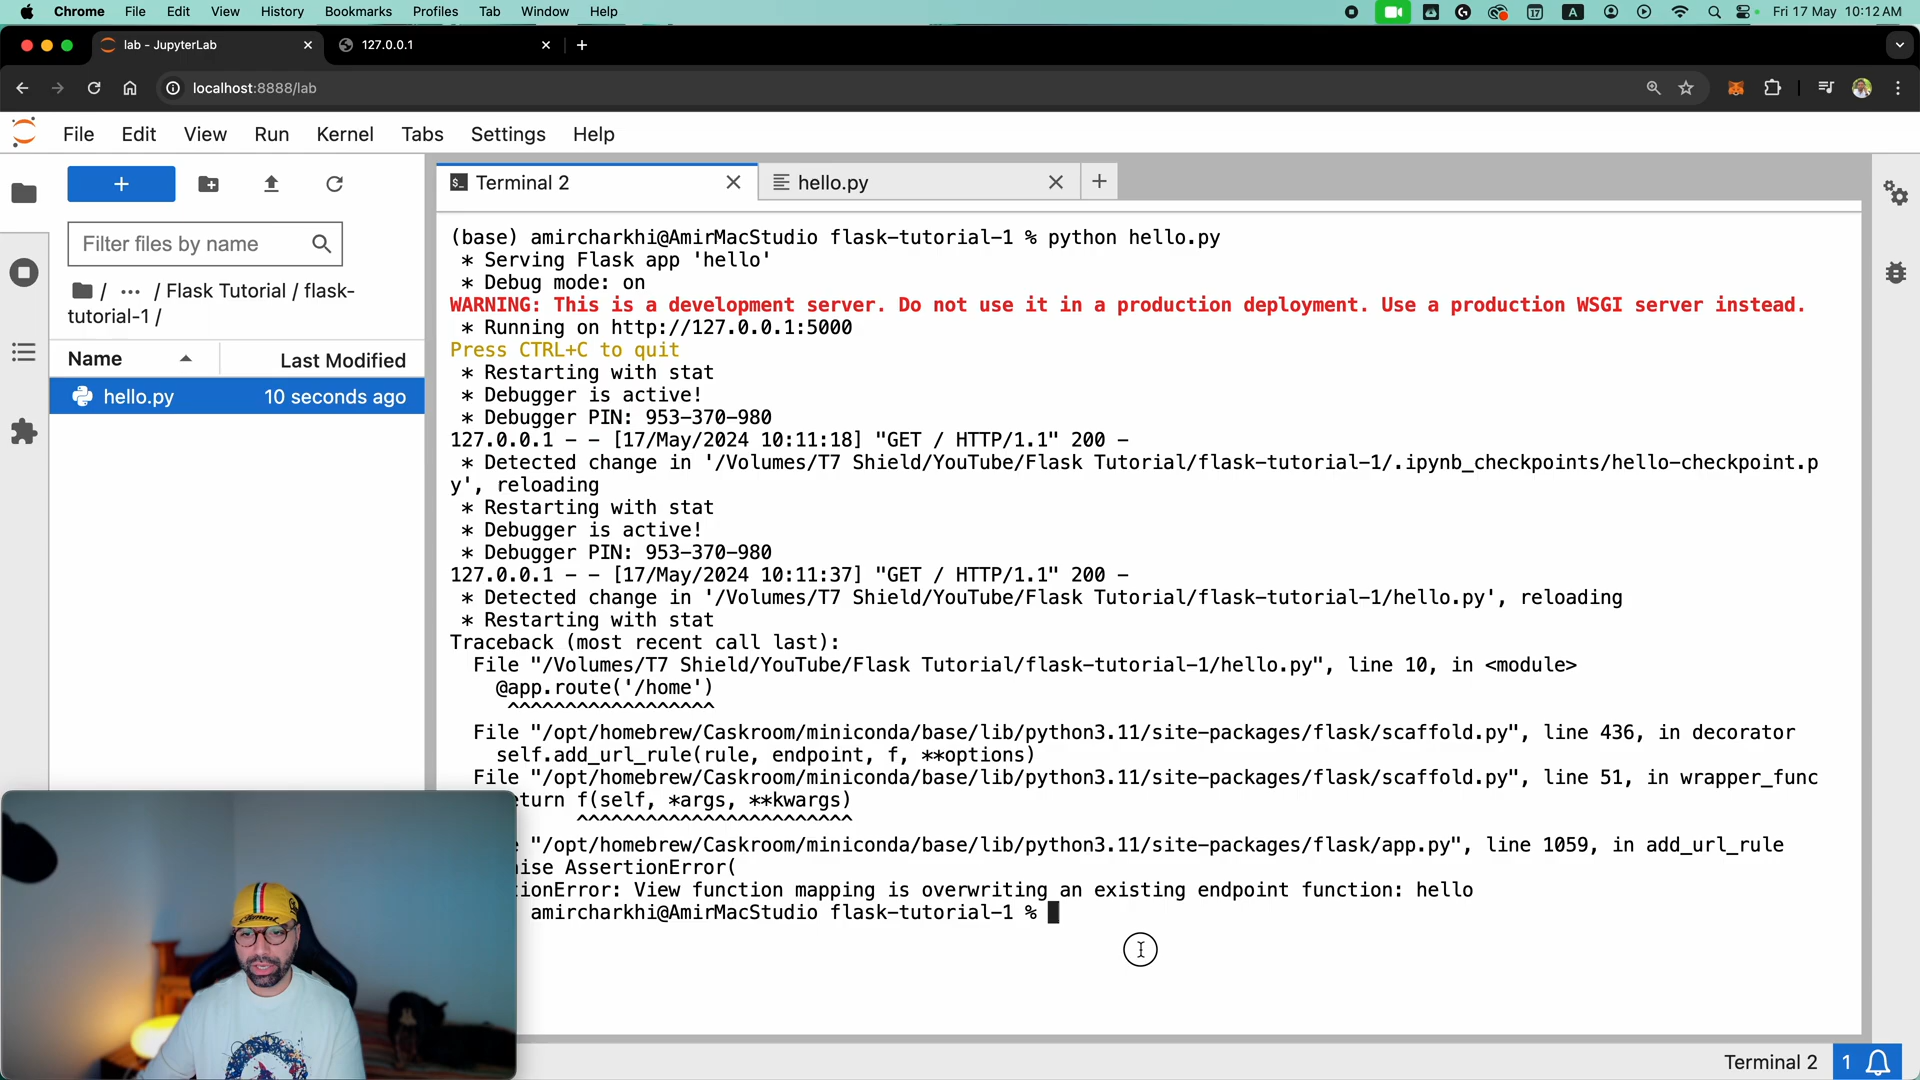 Chrome File Edit View History Bookmarks Profiles Tab Window Help
17 A Fri 17 May 10:12 AM
lab - JupyterLab 127.0.0.1
localhost:8888/lab
File Edit View Run Kernel Tabs Settings Help
Terminal 2 hello.py
Filter files by name
/ ··· / Flask Tutorial / flask-
tutorial-1 /
Name Last Modified
hello.py 10 seconds ago
(base) amircharkhi@AmirMacStudio flask-tutorial-1 % python hello.py
* Serving Flask app 'hello'
* Debug mode: on
WARNING: This is a development server. Do not use it in a production deployment. Use a production WSGI server instead.
* Running on http://127.0.0.1:5000
Press CTRL+C to quit
* Restarting with stat
* Debugger is active!
* Debugger PIN: 953-370-980
127.0.0.1 - - [17/May/2024 10:11:18] "GET / HTTP/1.1" 200 -
* Detected change in '/Volumes/T7 Shield/YouTube/Flask Tutorial/flask-tutorial-1/.ipynb_checkpoints/hello-checkpoint.p
y', reloading
* Restarting with stat
* Debugger is active!
* Debugger PIN: 953-370-980
127.0.0.1 - - [17/May/2024 10:11:37] "GET / HTTP/1.1" 200 -
* Detected change in '/Volumes/T7 Shield/YouTube/Flask Tutorial/flask-tutorial-1/hello.py', reloading
* Restarting with stat
Traceback (most recent call last):
File "/Volumes/T7 Shield/YouTube/Flask Tutorial/flask-tutorial-1/hello.py", line 10, in <module>
@app.route('/home')
^^^^^^^^^^^^^^^^^^
File "/opt/homebrew/Caskroom/miniconda/base/lib/python3.11/site-packages/flask/scaffold.py", line 436, in decorator
self.add_url_rule(rule, endpoint, f, **options)
File "/opt/homebrew/Caskroom/miniconda/base/lib/python3.11/site-packages/flask/scaffold.py", line 51, in wrapper_func
eturn f(self, *args, **kwargs)
^^^^^^^^^^^^^^^^^^^^^^^^
"/opt/homebrew/Caskroom/miniconda/base/lib/python3.11/site-packages/flask/app.py", line 1059, in add_url_rule
ise AssertionError(
tionError: View function mapping is overwriting an existing endpoint function: hello
amircharkhi@AmirMacStudio flask-tutorial-1 %
Terminal 2 1